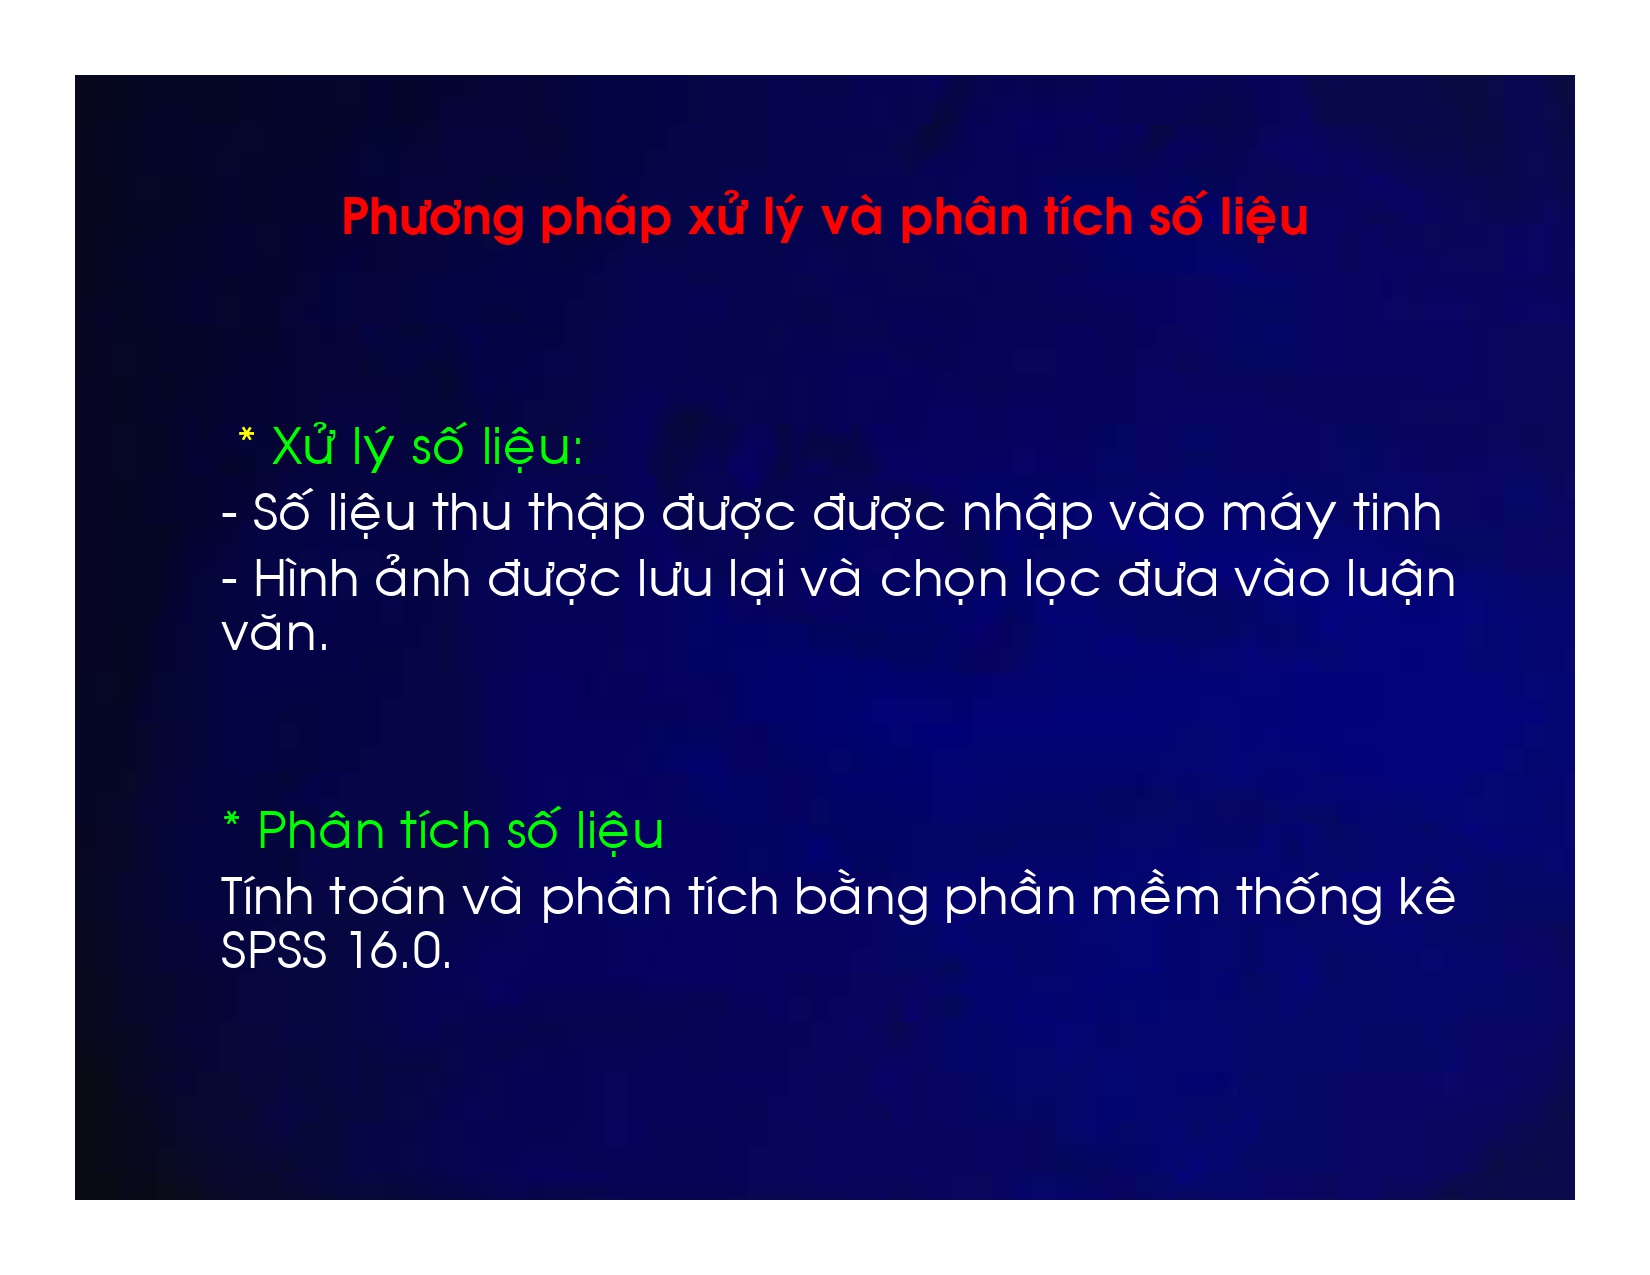 Phương pháp xử lý và phân tích số liệu
* Xử lý số liệu:
- Số liệu thu thập được được nhập vào máy tinh
- Hình ảnh được lưu lại và chọn lọc đưa vào luận
văn.
* Phân tích số liệu
Tính toán và phân tích bằng phần mềm thống kê
SPSS 16.0.